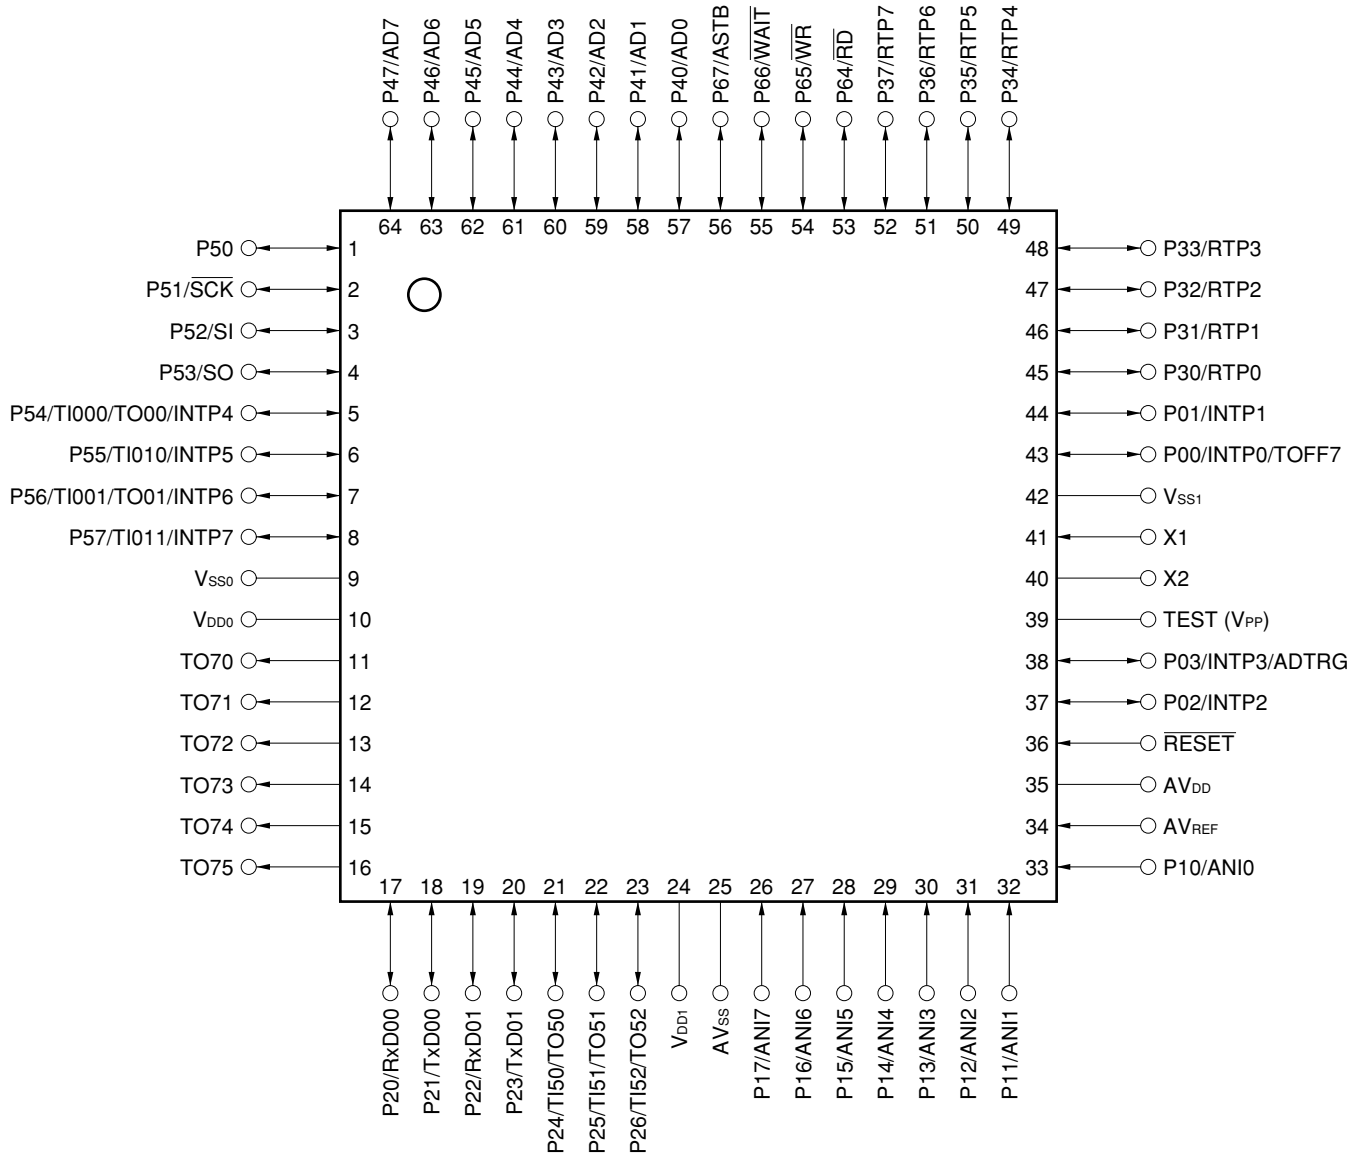 P47/AD7
P46/AD6
P45/AD5
P44/AD4
P43/AD3
P42/AD2
P41/AD1
P40/AD0
P67/ASTB
P66/W̅A̅I̅T̅
P65/W̅R̅
P64/R̅D̅
P37/RTP7
P36/RTP6
P35/RTP5
P34/RTP4
64 63 62 61 60 59 58 57 56 55 54 53 52 51 50 49
P50 1
P51/S̅C̅K̅ 2
P52/SI 3
P53/SO 4
P54/TI000/TO00/INTP4 5
P55/TI010/INTP5 6
P56/TI001/TO01/INTP6 7
P57/TI011/INTP7 8
VSS0 9
VDD0 10
TO70 11
TO71 12
TO72 13
TO73 14
TO74 15
TO75 16
48 P33/RTP3
47 P32/RTP2
46 P31/RTP1
45 P30/RTP0
44 P01/INTP1
43 P00/INTP0/TOFF7
42 VSS1
41 X1
40 X2
39 TEST (VPP)
38 P03/INTP3/ADTRG
37 P02/INTP2
36 R̅E̅S̅E̅T̅
35 AVDD
34 AVREF
33 P10/ANI0
17 18 19 20 21 22 23 24 25 26 27 28 29 30 31 32
P20/RxD00
P21/TxD00
P22/RxD01
P23/TxD01
P24/TI50/TO50
P25/TI51/TO51
P26/TI52/TO52
VDD1
AVSS
P17/ANI7
P16/ANI6
P15/ANI5
P14/ANI4
P13/ANI3
P12/ANI2
P11/ANI1